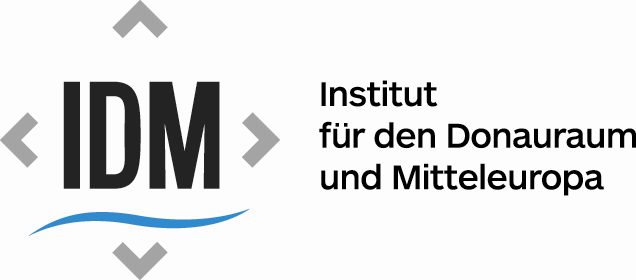 IDM
Institut
für den Donauraum
und Mitteleuropa